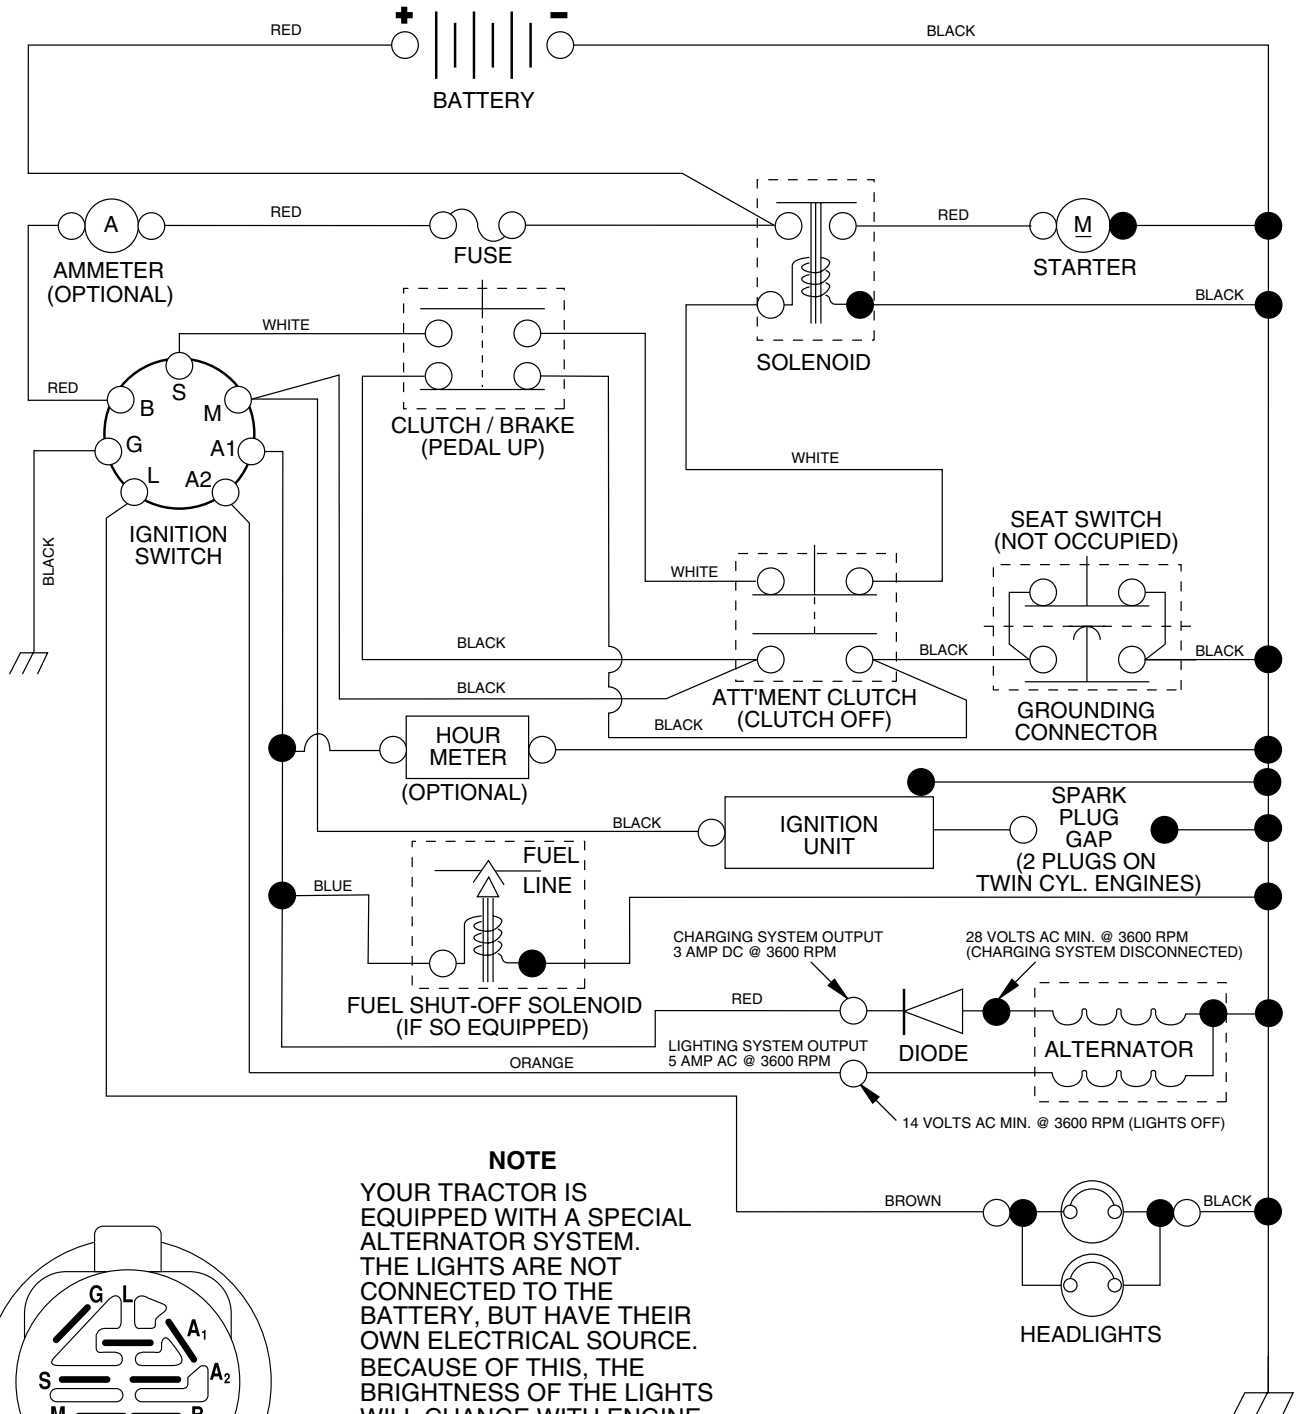 + -
RED
BLACK
BATTERY
A
RED
FUSE
RED
M
STARTER
AMMETER
(OPTIONAL)
BLACK
WHITE
SOLENOID
RED
S
B
M
G
A1
L
A2
CLUTCH / BRAKE
(PEDAL UP)
WHITE
IGNITION
SWITCH
BLACK
SEAT SWITCH
(NOT OCCUPIED)
WHITE
BLACK
BLACK
BLACK
BLACK
ATT'MENT CLUTCH
(CLUTCH OFF)
BLACK
GROUNDING
CONNECTOR
HOUR
METER
(OPTIONAL)
BLACK
IGNITION
UNIT
SPARK
PLUG
GAP
(2 PLUGS ON
TWIN CYL. ENGINES)
FUEL
LINE
BLUE
CHARGING SYSTEM OUTPUT
3 AMP DC @ 3600 RPM
28 VOLTS AC MIN. @ 3600 RPM
(CHARGING SYSTEM DISCONNECTED)
FUEL SHUT-OFF SOLENOID
(IF SO EQUIPPED)
RED
DIODE
ALTERNATOR
ORANGE
LIGHTING SYSTEM OUTPUT
5 AMP AC @ 3600 RPM
14 VOLTS AC MIN. @ 3600 RPM (LIGHTS OFF)
NOTE
YOUR TRACTOR IS
EQUIPPED WITH A SPECIAL
ALTERNATOR SYSTEM.
THE LIGHTS ARE NOT
CONNECTED TO THE
BATTERY, BUT HAVE THEIR
OWN ELECTRICAL SOURCE.
BECAUSE OF THIS, THE
BRIGHTNESS OF THE LIGHTS
WILL CHANGE WITH ENGINE
BROWN
BLACK
HEADLIGHTS
G L
A1
A2
S
M
B